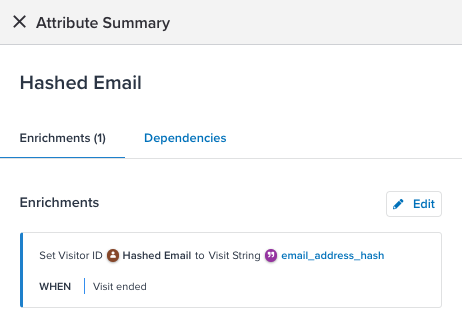 Attribute Summary
Hashed Email
Enrichments (1) Dependencies
Enrichments Edit
Set Visitor ID Hashed Email to Visit String email_address_hash
WHEN Visit ended